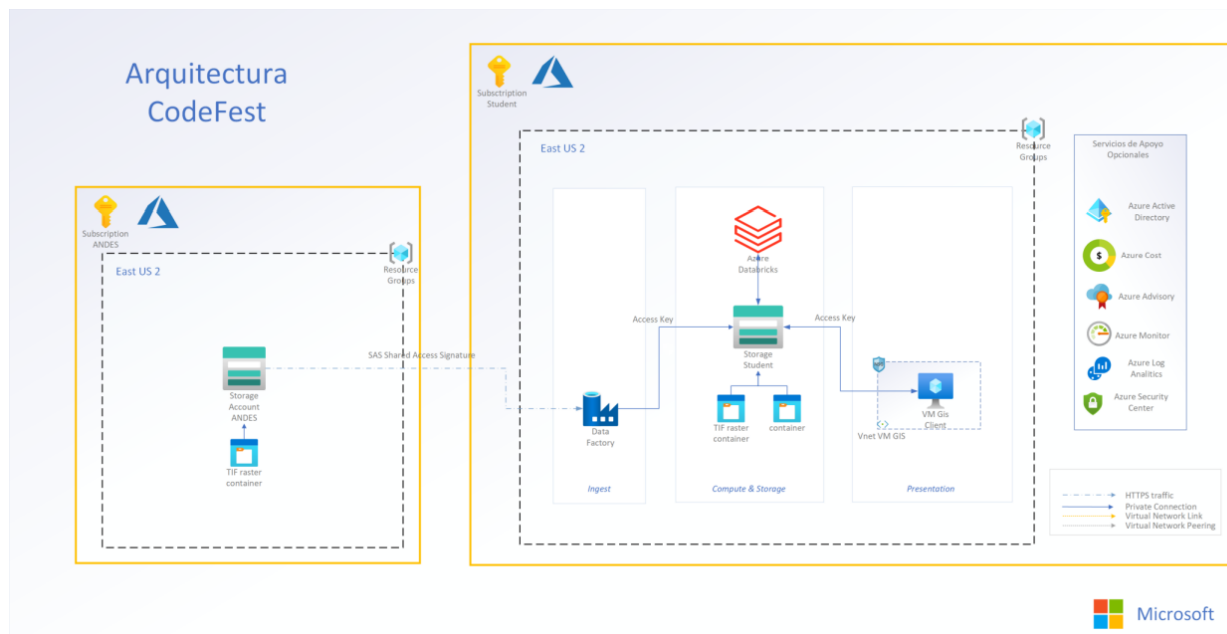 Arquitectura
CodeFest
Subsctription
Student
East US 2
Resource
Groups
Servicios de Apoyo
Opcionales
Azure Active
Directory
Azure Cost
Azure Advisory
Azure Monitor
Azure Log
Analitics
Azure Security
Center
Subscription
ANDES
East US 2
Resource
Groups
SAS Shared Access Signature
Storage
Account
ANDES
TIF raster
container
Data
Factory
Ingest
Access Key
Azure
Databricks
Storage
Student
TIF raster
container
container
Compute & Storage
Access Key
VM Gis
Client
Vnet VM GIS
Presentation
HTTPS traffic
Private Connection
Virtual Network Link
Virtual Network Peering
Microsoft